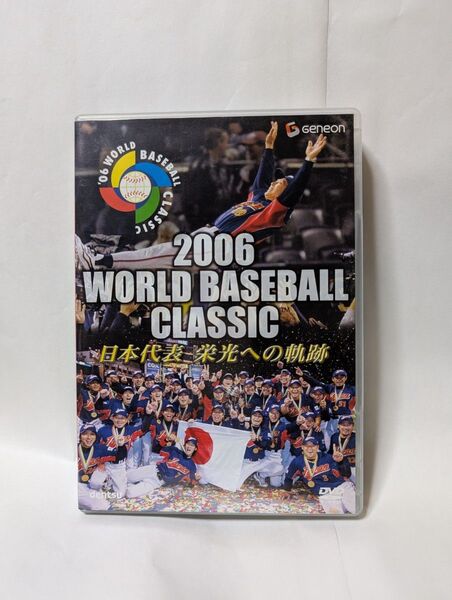 GENEON
'06 WORLD BASEBALL CLASSIC
2006
WORLD BASEBALL
CLASSIC
日本代表 栄光への軌跡
dentsu
DVD